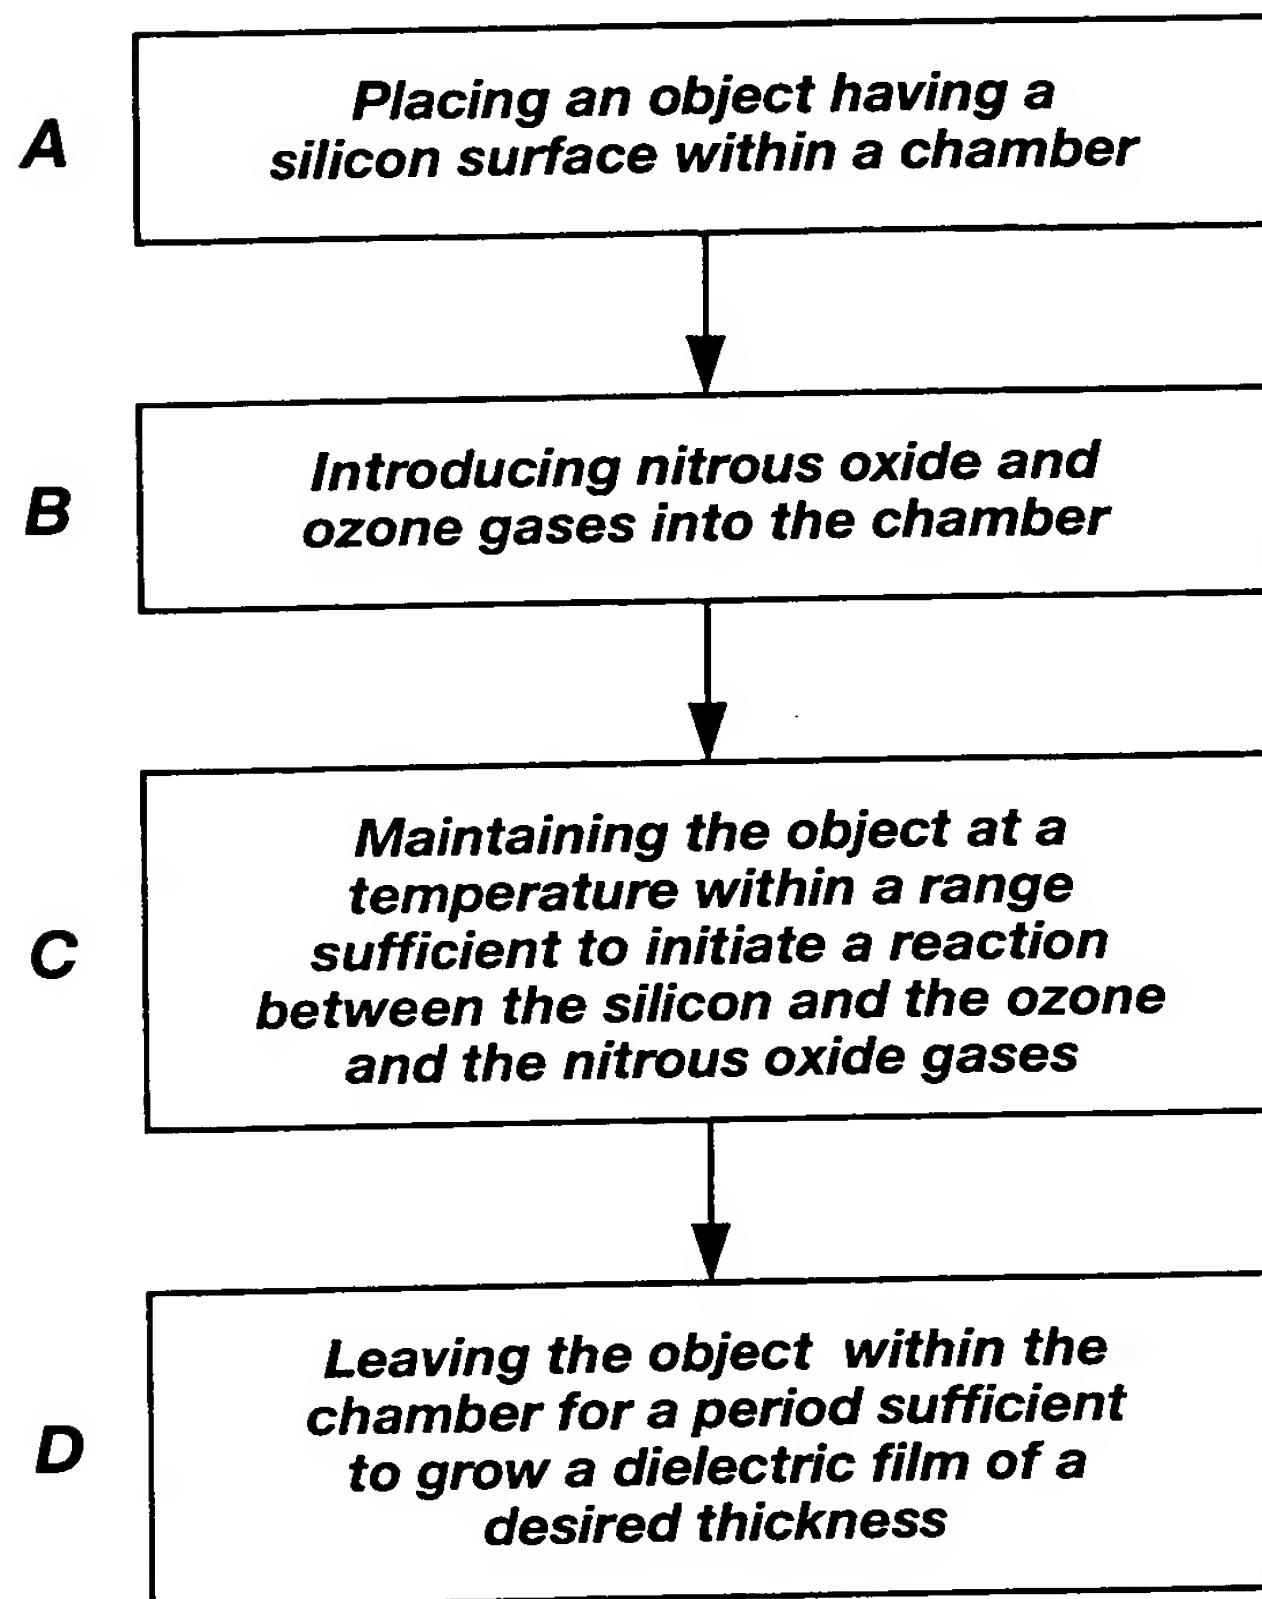 A
Placing an object having a
silicon surface within a chamber
B
Introducing nitrous oxide and
ozone gases into the chamber
C
Maintaining the object at a
temperature within a range
sufficient to initiate a reaction
between the silicon and the ozone
and the nitrous oxide gases
D
Leaving the object within the
chamber for a period sufficient
to grow a dielectric film of a
desired thickness